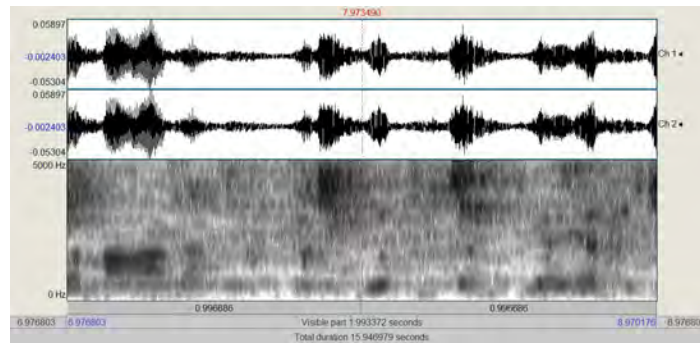 7.973490
0.05897
-0.002403
-0.05304
Ch 1
0.05897
-0.002403
-0.05304
Ch 2
5000 Hz
0 Hz
0.996686 0.996686
6.976803 6.976803 Visible part 1.993372 seconds 8.970176
Total duration 15.946979 seconds